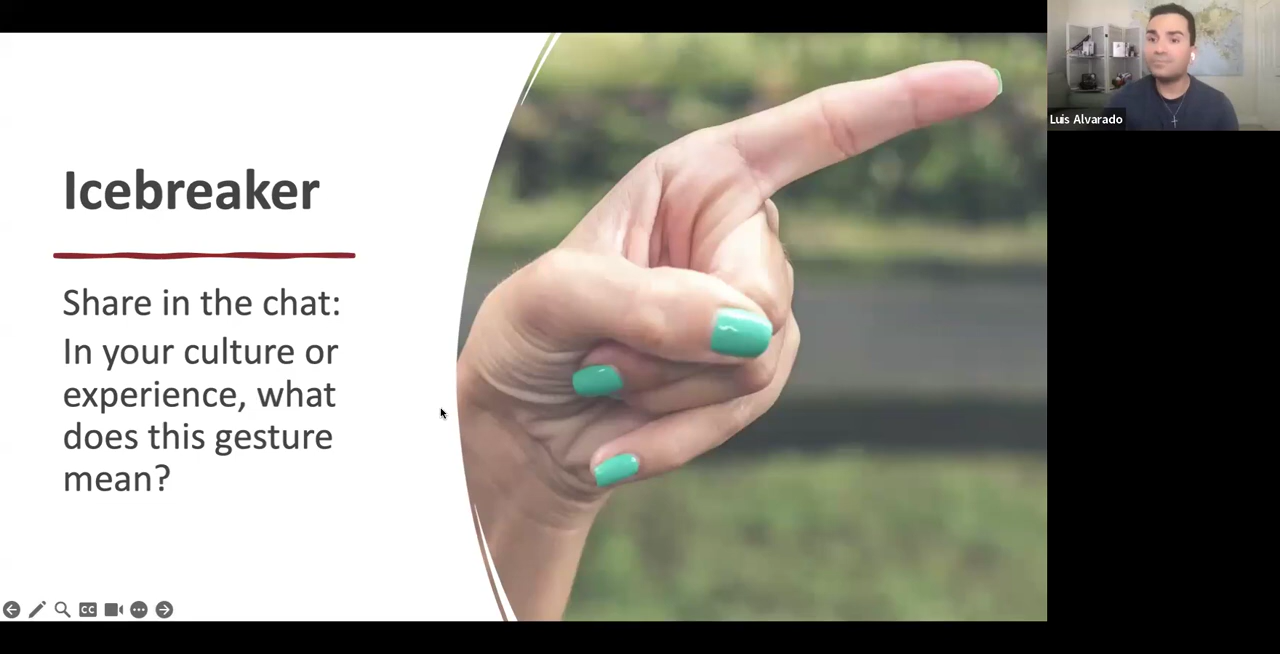 Icebreaker
Share in the chat:
In your culture or
experience, what
does this gesture
mean?
Luis Alvarado
CC